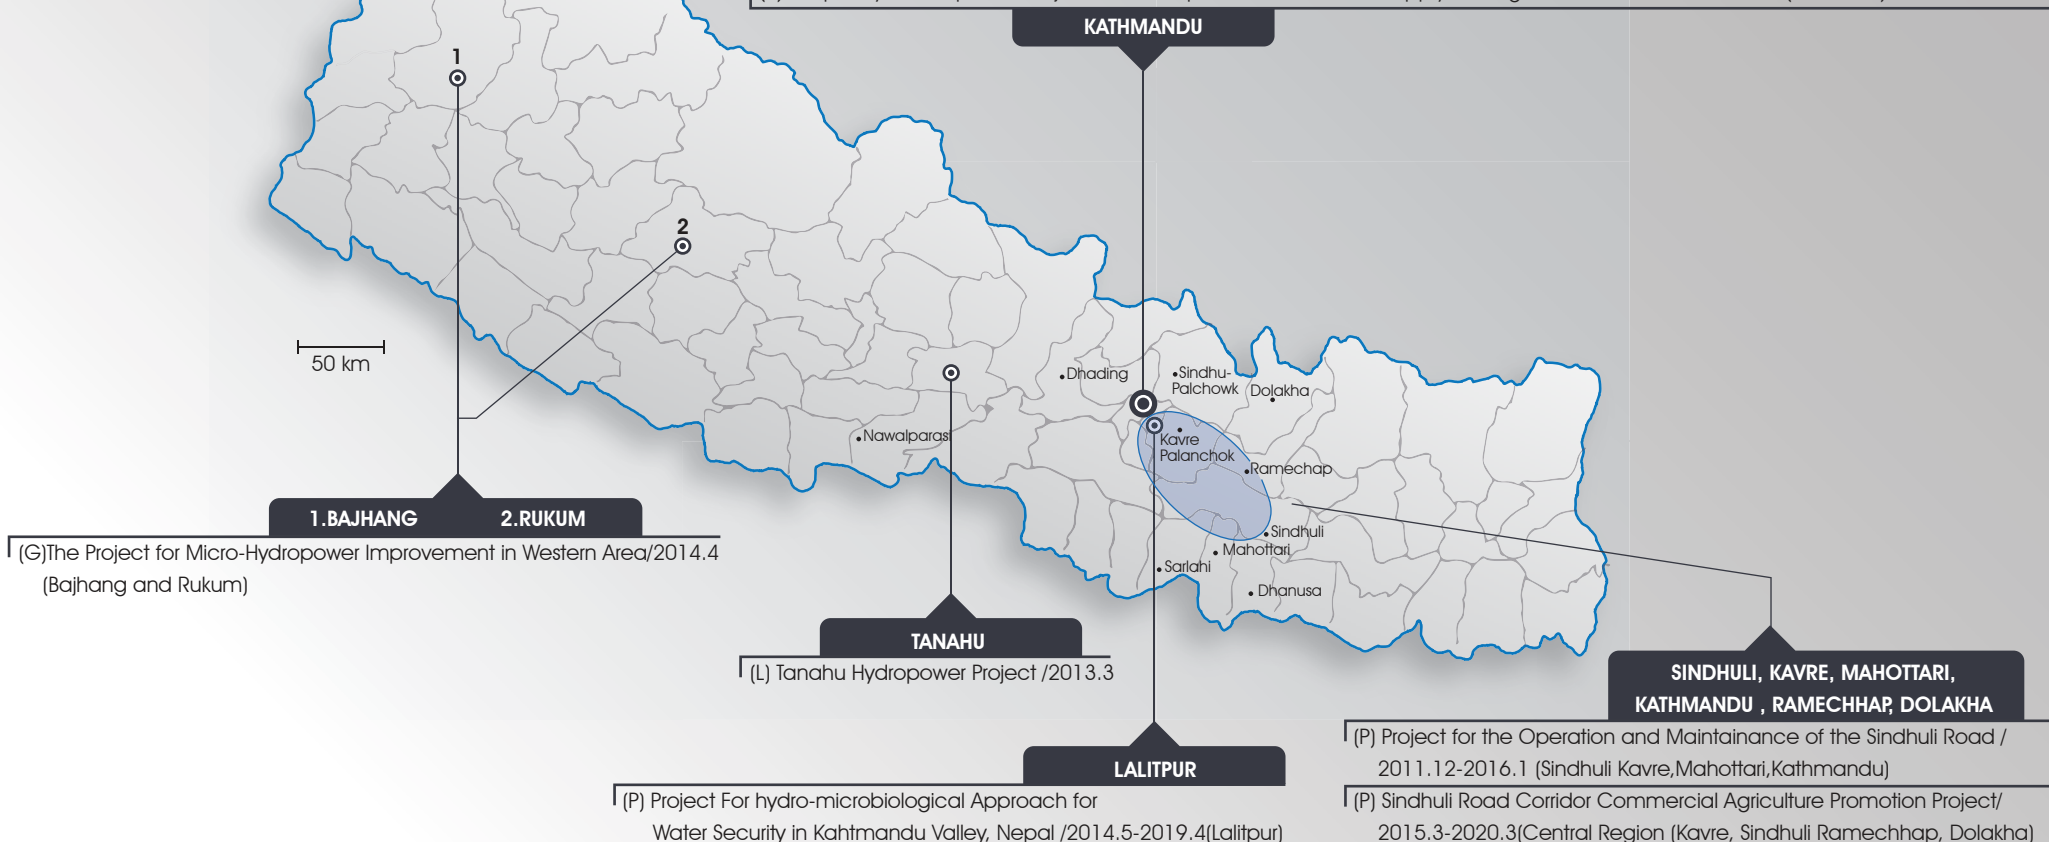 KATHMANDU
1
2
50 km
Dhading
Sindhu-
Palchowk
Dolakha
Nawalparasi
Kavre
Palanchok
Ramechap
Sindhuli
Mahottari
Sarlahi
Dhanusa
1.BAJHANG 2.RUKUM
(G)The Project for Micro-Hydropower Improvement in Western Area/2014.4
(Bajhang and Rukum)
TANAHU
(L) Tanahu Hydropower Project /2013.3
LALITPUR
(P) Project For hydro-microbiological Approach for
Water Security in Kahtmandu Valley, Nepal /2014.5-2019.4(Lalitpur)
SINDHULI, KAVRE, MAHOTTARI,
KATHMANDU , RAMECHHAP, DOLAKHA
(P) Project for the Operation and Maintainance of the Sindhuli Road /
2011.12-2016.1 (Sindhuli Kavre,Mahottari,Kathmandu)
(P) Sindhuli Road Corridor Commercial Agriculture Promotion Project/
2015.3-2020.3(Central Region (Kavre, Sindhuli Ramechhap, Dolakha)